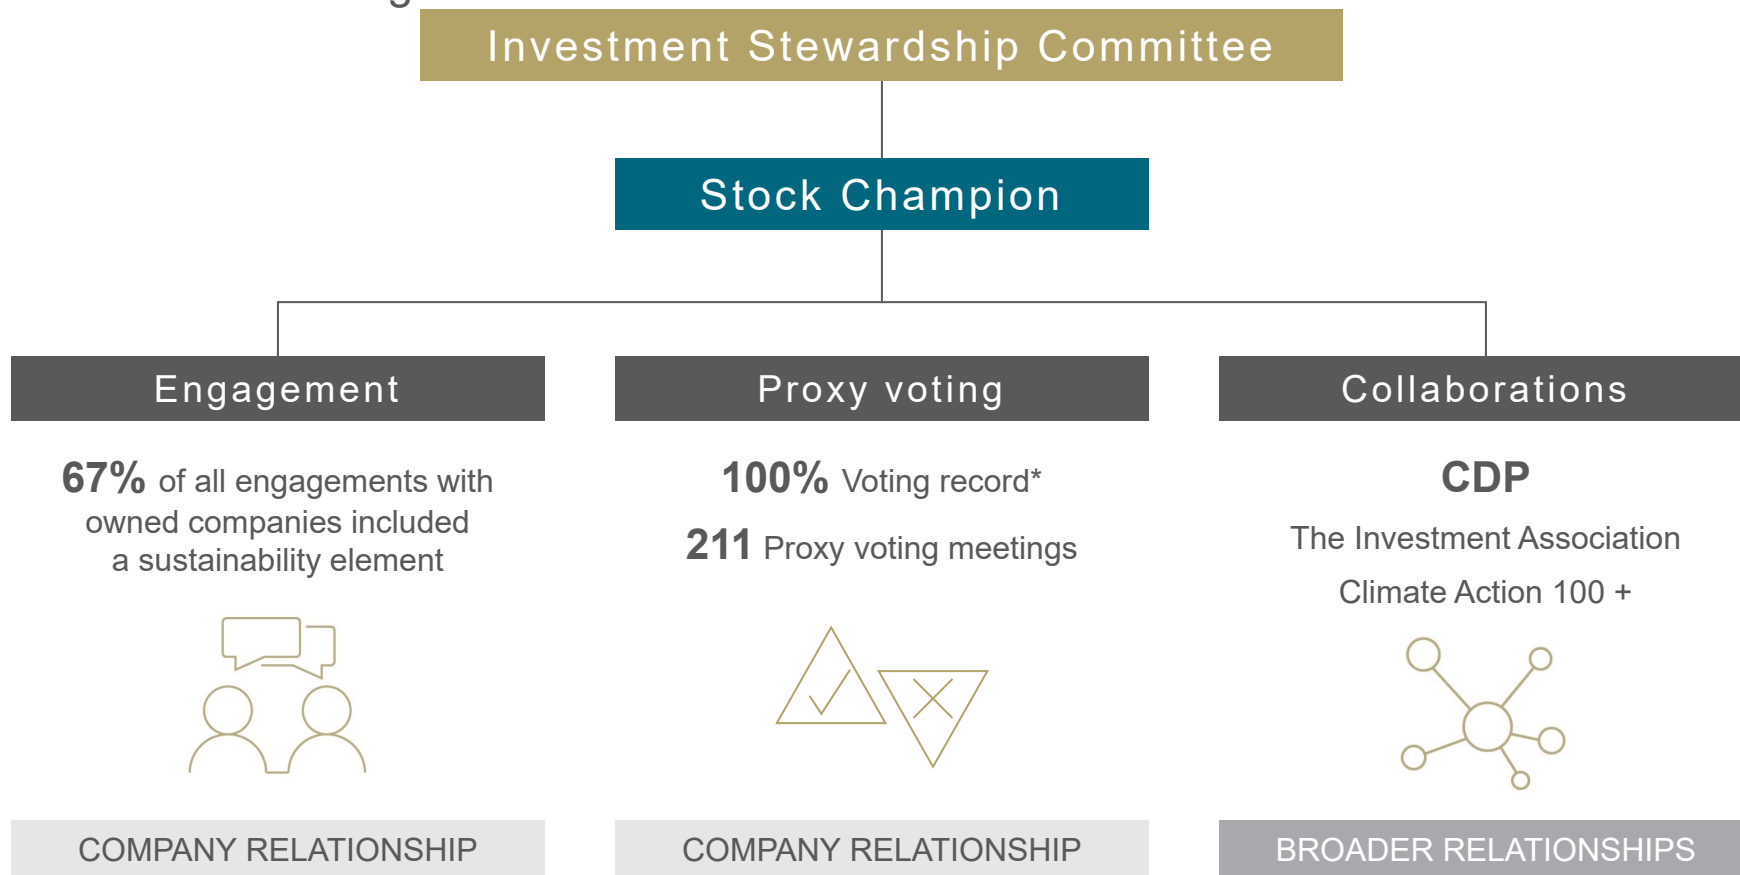 Investment Stewardship Committee
Stock Champion
Engagement
67% of all engagements with
owned companies included
a sustainability element
COMPANY RELATIONSHIP
Proxy voting
100% Voting record*
211 Proxy voting meetings
COMPANY RELATIONSHIP
Collaborations
CDP
The Investment Association
Climate Action 100 +
BROADER RELATIONSHIPS